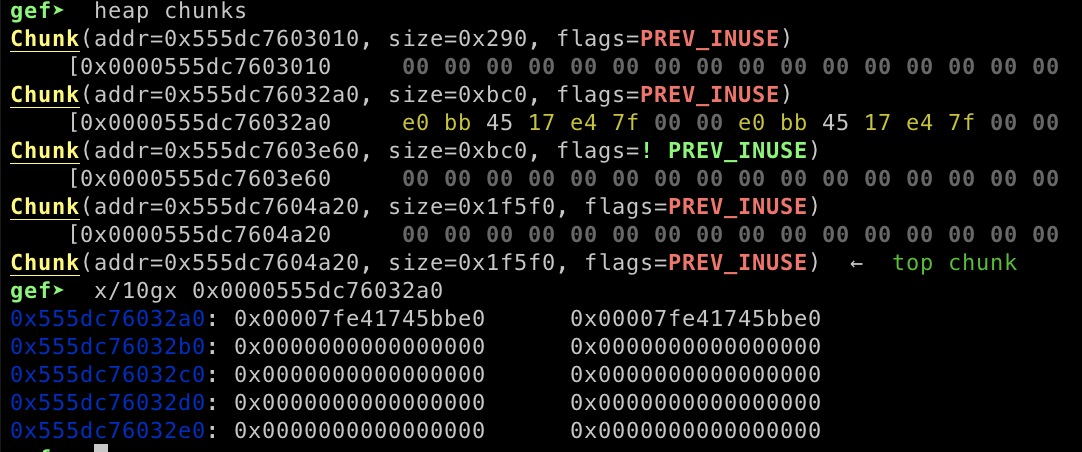 gef➤  heap chunks
Chunk(addr=0x555dc7603010, size=0x290, flags=PREV_INUSE)
    [0x0000555dc7603010     00 00 00 00 00 00 00 00 00 00 00 00 00 00 00 00
Chunk(addr=0x555dc76032a0, size=0xbc0, flags=PREV_INUSE)
    [0x0000555dc76032a0     e0 bb 45 17 e4 7f 00 00 e0 bb 45 17 e4 7f 00 00
Chunk(addr=0x555dc7603e60, size=0xbc0, flags=! PREV_INUSE)
    [0x0000555dc7603e60     00 00 00 00 00 00 00 00 00 00 00 00 00 00 00 00
Chunk(addr=0x555dc7604a20, size=0x1f5f0, flags=PREV_INUSE)
    [0x0000555dc7604a20     00 00 00 00 00 00 00 00 00 00 00 00 00 00 00 00
Chunk(addr=0x555dc7604a20, size=0x1f5f0, flags=PREV_INUSE)  ←  top chunk
gef➤  x/10gx 0x0000555dc76032a0
0x555dc76032a0: 0x00007fe41745bbe0      0x00007fe41745bbe0
0x555dc76032b0: 0x0000000000000000      0x0000000000000000
0x555dc76032c0: 0x0000000000000000      0x0000000000000000
0x555dc76032d0: 0x0000000000000000      0x0000000000000000
0x555dc76032e0: 0x0000000000000000      0x0000000000000000